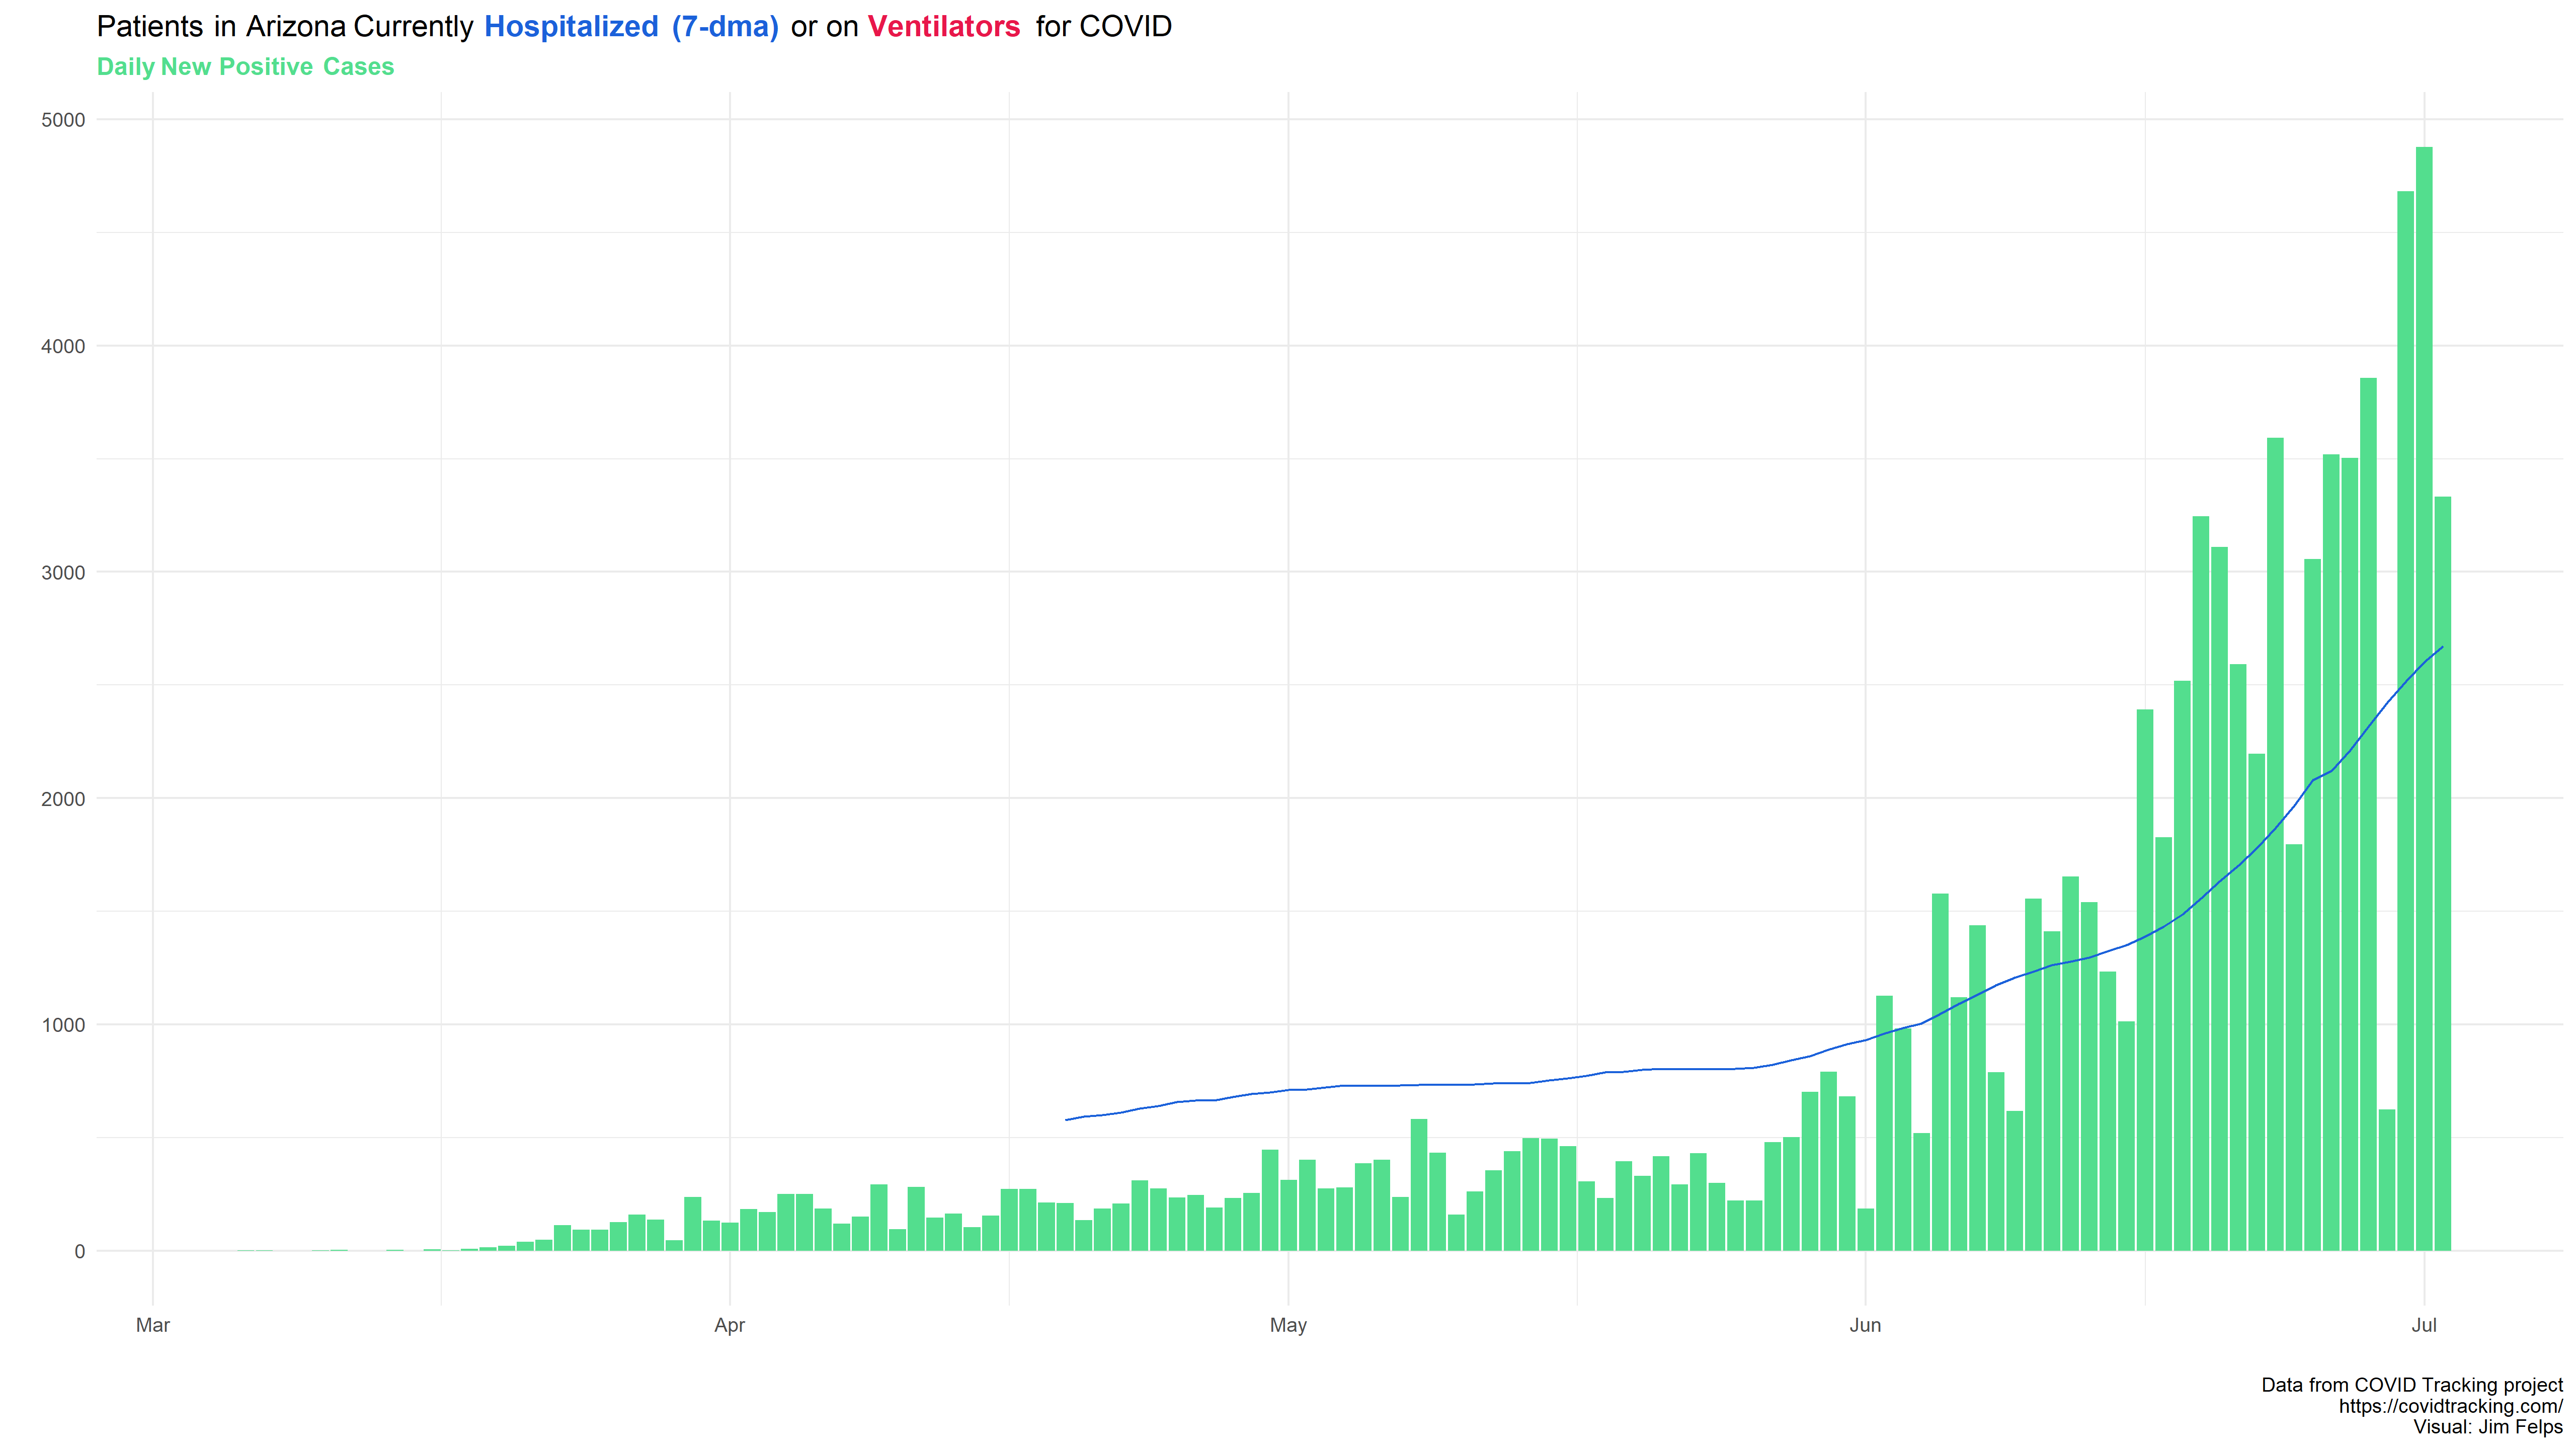 Patients in Arizona Currently Hospitalized (7-dma) or on Ventilators for COVID
Daily New Positive Cases
5000
4000
3000
2000
1000
0
Mar Apr May Jun Jul
Data from COVID Tracking project
https://covidtracking.com/
Visual: Jim Felps